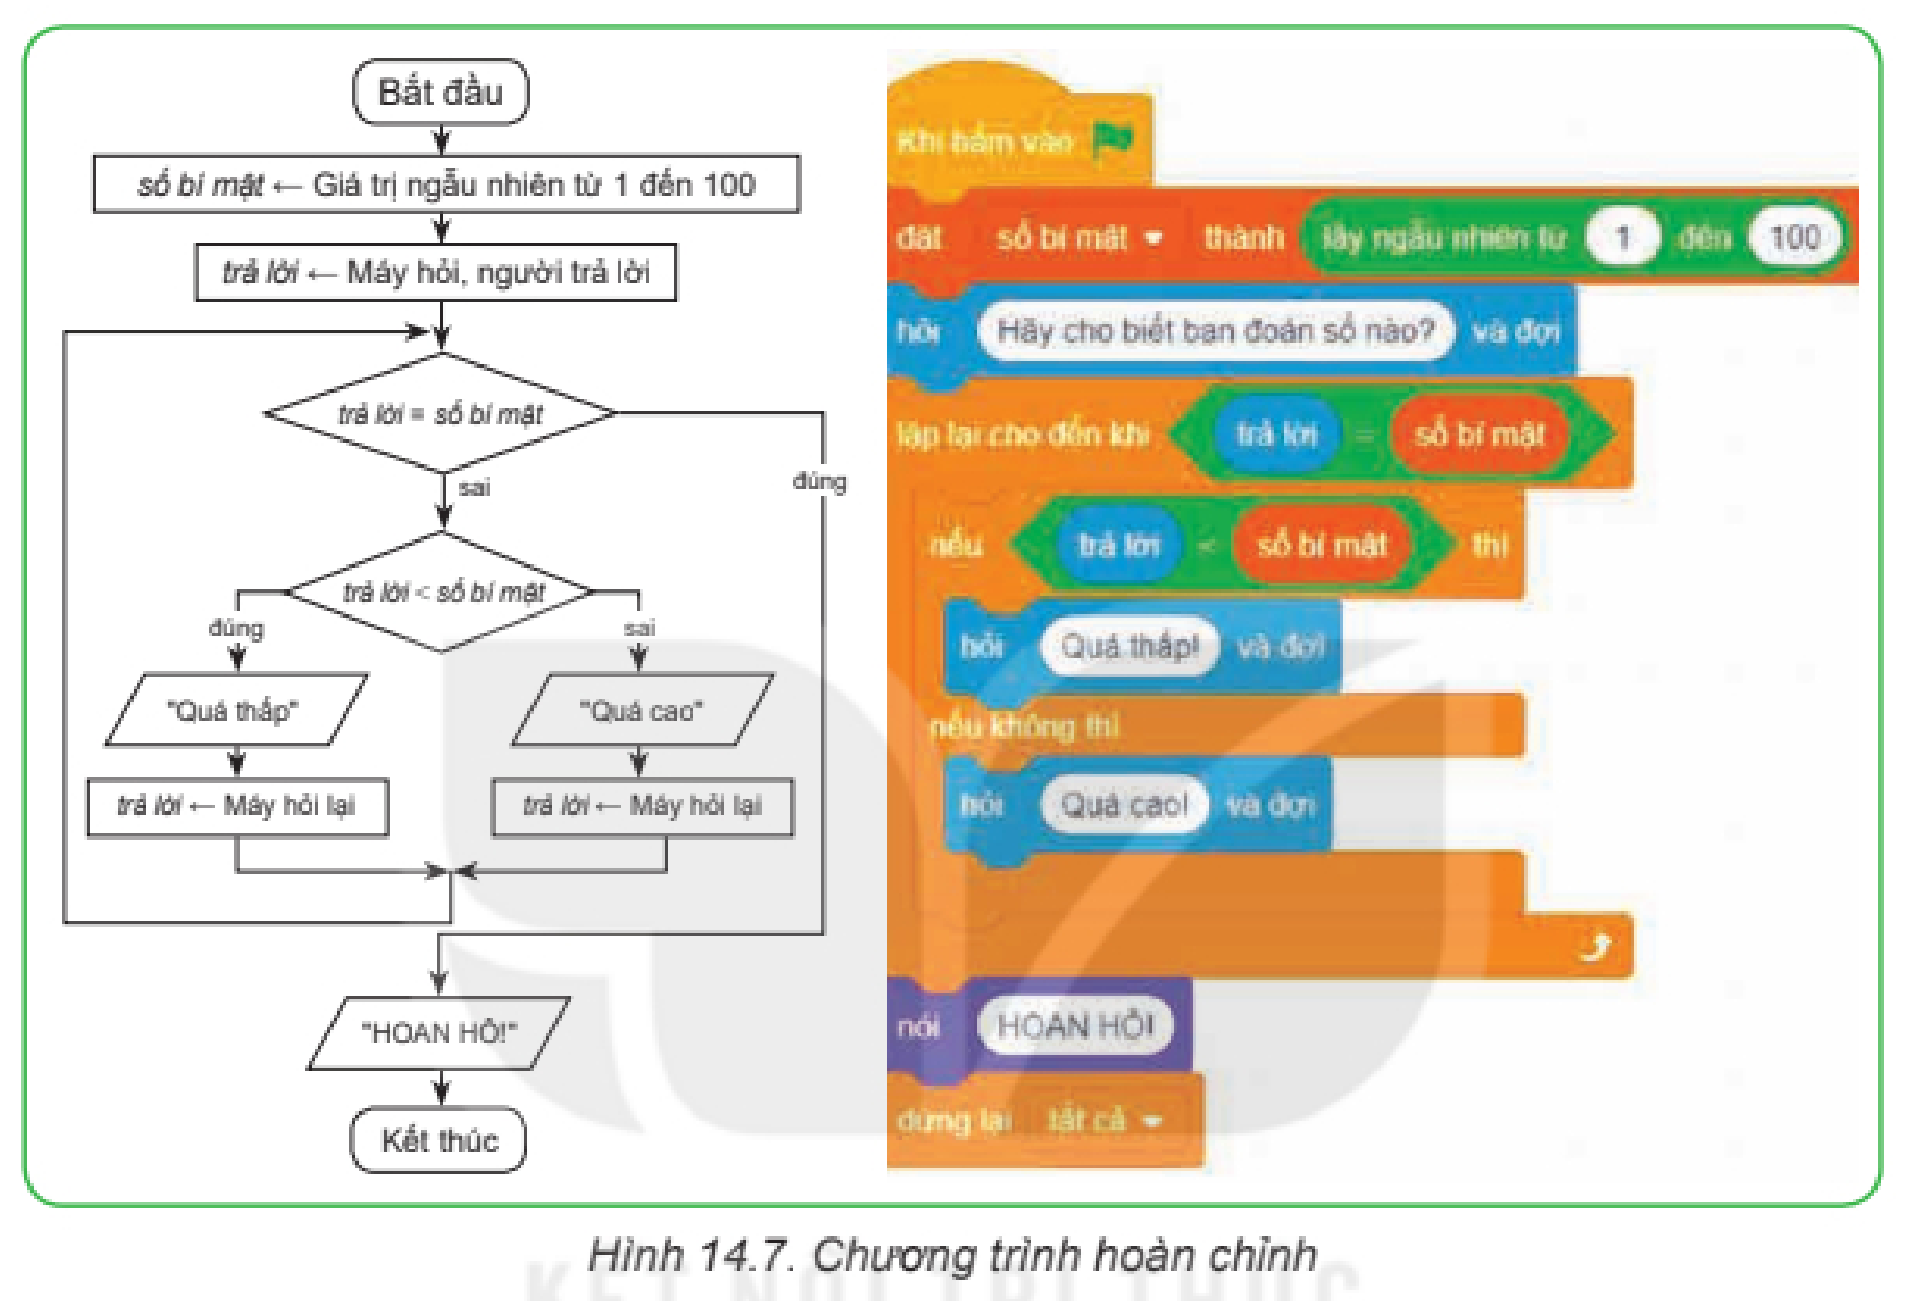 Bắt đầu
số bí mật ← Giá trị ngẫu nhiên từ 1 đến 100
trả lời ← Máy hỏi, người trả lời
trả lời = số bí mật
sai
đúng
trả lời < số bí mật
đúng
sai
"Quá thấp"
"Quá cao"
trả lời ← Máy hỏi lại
trả lời ← Máy hỏi lại
"HOAN HÔ!"
Kết thúc
Khi bấm vào
đặt số bí mật thành lấy ngẫu nhiên từ 1 đến 100
hỏi Hãy cho biết bạn đoán số nào? và đợi
lặp lại cho đến khi trả lời = số bí mật
nếu trả lời < số bí mật thì
hỏi Quá thấp! và đợi
nếu không thì
hỏi Quá cao! và đợi
nói HOAN HÔ!
dừng lại tất cả
Hình 14.7. Chương trình hoàn chỉnh
KẾT NỐI TRI THỨC